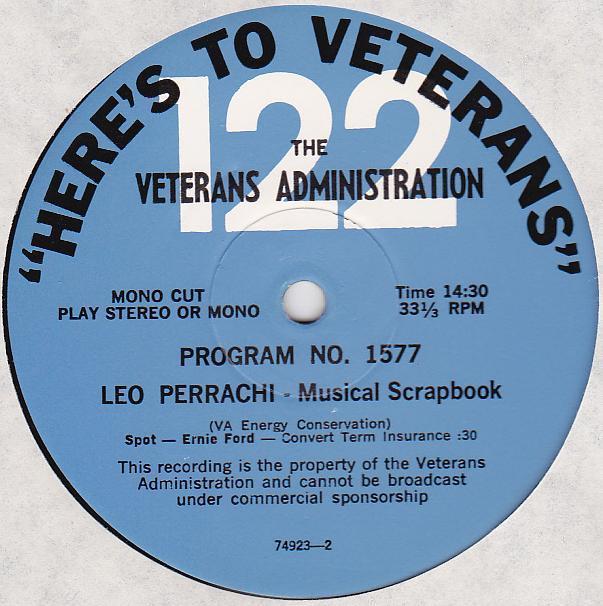 "HERE'S TO VETERANS"
122
THE
VETERANS ADMINISTRATION
MONO CUT
PLAY STEREO OR MONO
Time 14:30
33⅓ RPM
PROGRAM NO. 1577
LEO PERRACHI - Musical Scrapbook
(VA Energy Conservation)
Spot — Ernie Ford — Convert Term Insurance :30
This recording is the property of the Veterans
Administration and cannot be broadcast
under commercial sponsorship
74923—2